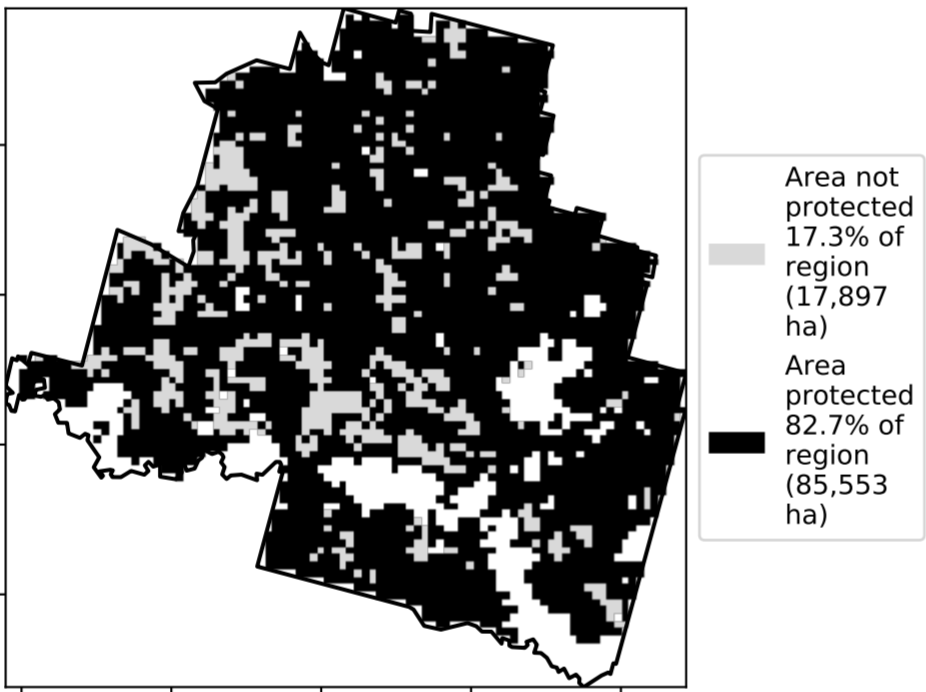 Area not
protected
17.3% of
region
(17,897
ha)
Area
protected
82.7% of
region
(85,553
ha)